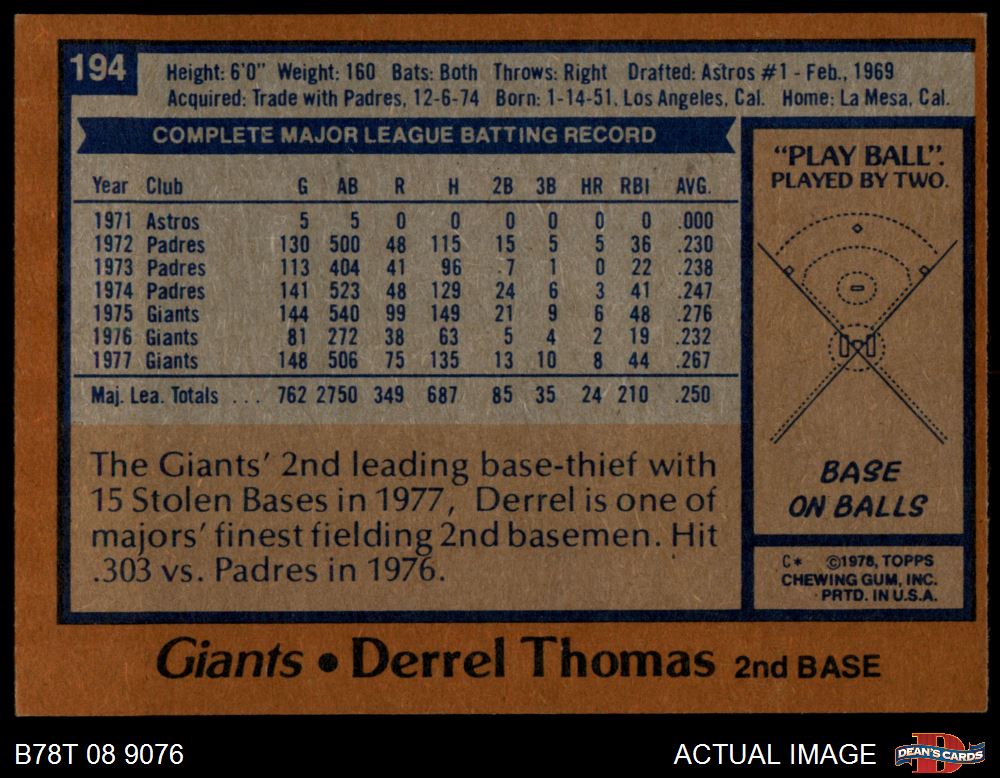 194
Height: 6'0" Weight: 160 Bats: Both Throws: Right Drafted: Astros #1 - Feb., 1969
Acquired: Trade with Padres, 12-6-74 Born: 1-14-51, Los Angeles, Cal. Home: La Mesa, Cal.
COMPLETE MAJOR LEAGUE BATTING RECORD
Year Club G AB R H 2B 3B HR RBI AVG.
1971 Astros 5 5 0 0 0 0 0 0 .000
1972 Padres 130 500 48 115 15 5 5 36 .230
1973 Padres 113 404 41 96 7 1 0 22 .238
1974 Padres 141 523 48 129 24 6 3 41 .247
1975 Giants 144 540 99 149 21 9 6 48 .276
1976 Giants 81 272 38 63 5 4 2 19 .232
1977 Giants 148 506 75 135 13 10 8 44 .267
Maj. Lea. Totals ... 762 2750 349 687 85 35 24 210 .250
The Giants' 2nd leading base-thief with
15 Stolen Bases in 1977, Derrel is one of
majors' finest fielding 2nd basemen. Hit
.303 vs. Padres in 1976.
"PLAY BALL".
PLAYED BY TWO.
BASE
ON BALLS
C* ©1978, TOPPS
CHEWING GUM, INC.
PRTD. IN U.S.A.
Giants • Derrel Thomas 2nd BASE
B78T 08 9076
ACTUAL IMAGE
D
DEAN'S CARDS